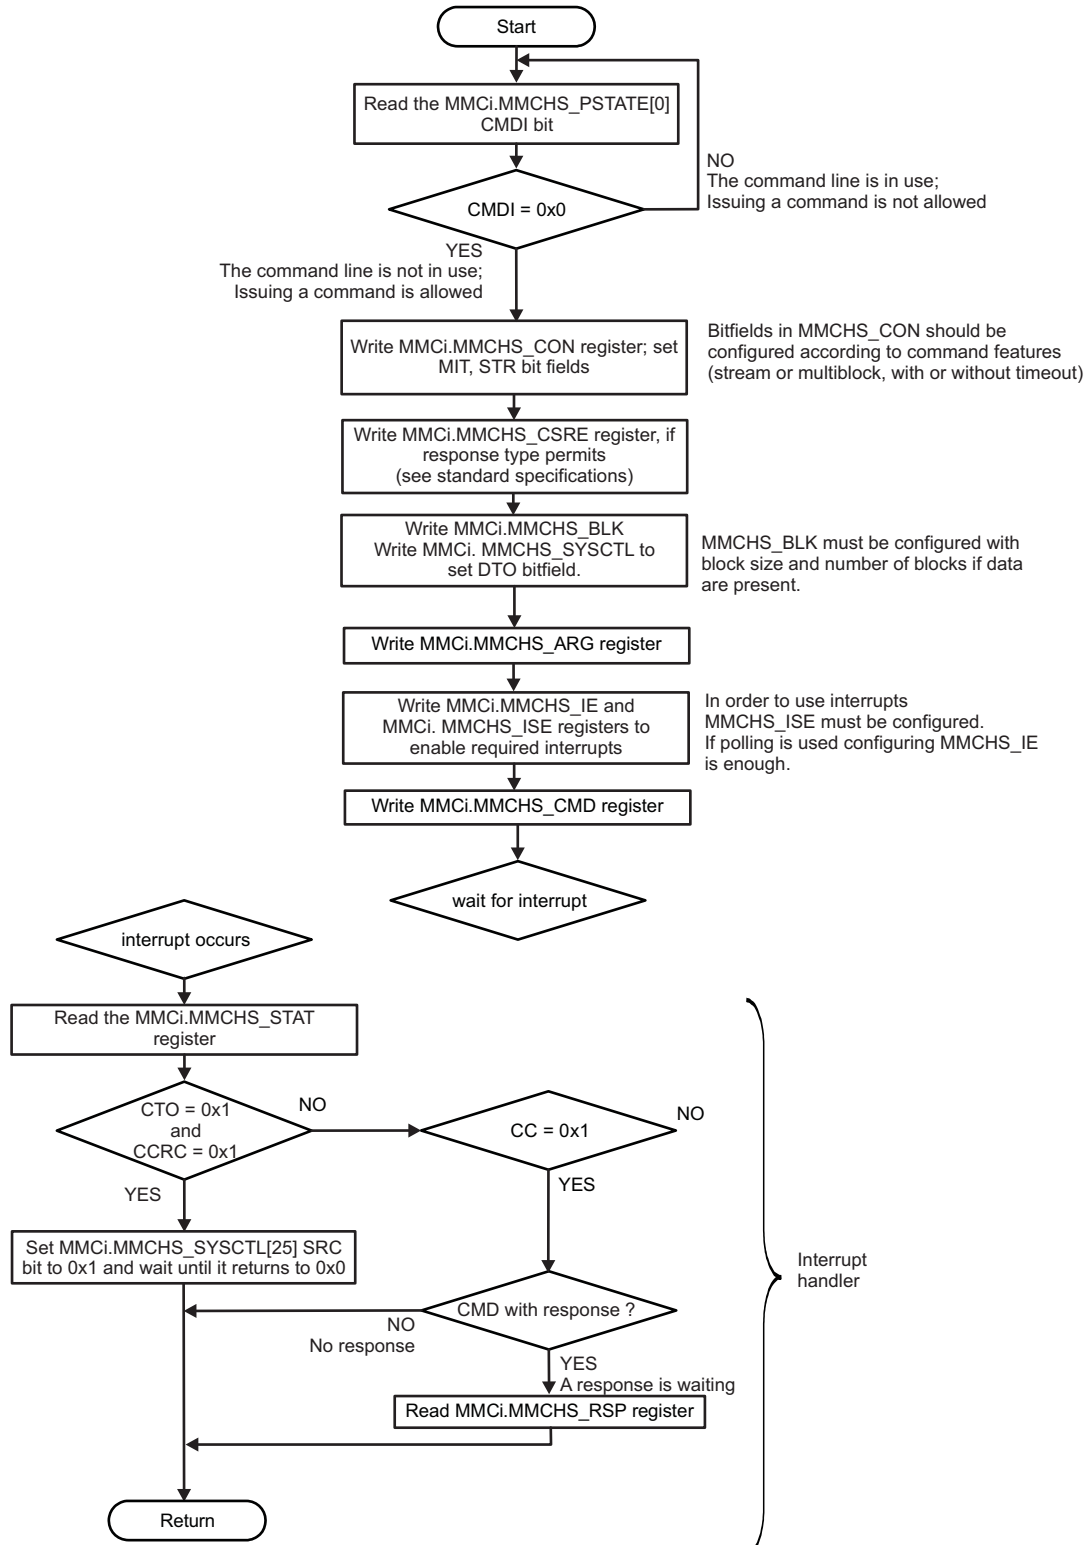 Start
Read the MMCi.MMCHS_PSTATE[0]
CMDI bit
NO
The command line is in use;
Issuing a command is not allowed
CMDI = 0x0
YES
The command line is not in use;
Issuing a command is allowed
Write MMCi.MMCHS_CON register; set
MIT, STR bit fields
Bitfields in MMCHS_CON should be
configured according to command features
(stream or multiblock, with or without timeout)
Write MMCi.MMCHS_CSRE register, if
response type permits
(see standard specifications)
Write MMCi.MMCHS_BLK
Write MMCi. MMCHS_SYSCTL to
set DTO bitfield.
MMCHS_BLK must be configured with
block size and number of blocks if data
are present.
Write MMCi.MMCHS_ARG register
Write MMCi.MMCHS_IE and
MMCi. MMCHS_ISE registers to
enable required interrupts
In order to use interrupts
MMCHS_ISE must be configured.
If polling is used configuring MMCHS_IE
is enough.
Write MMCi.MMCHS_CMD register
wait for interrupt
interrupt occurs
Read the MMCi.MMCHS_STAT
register
CTO = 0x1
and
CCRC = 0x1
NO
CC = 0x1
NO
YES
YES
Set MMCi.MMCHS_SYSCTL[25] SRC
bit to 0x1 and wait until it returns to 0x0
Interrupt
handler
CMD with response ?
NO
No response
YES
A response is waiting
Read MMCi.MMCHS_RSP register
Return